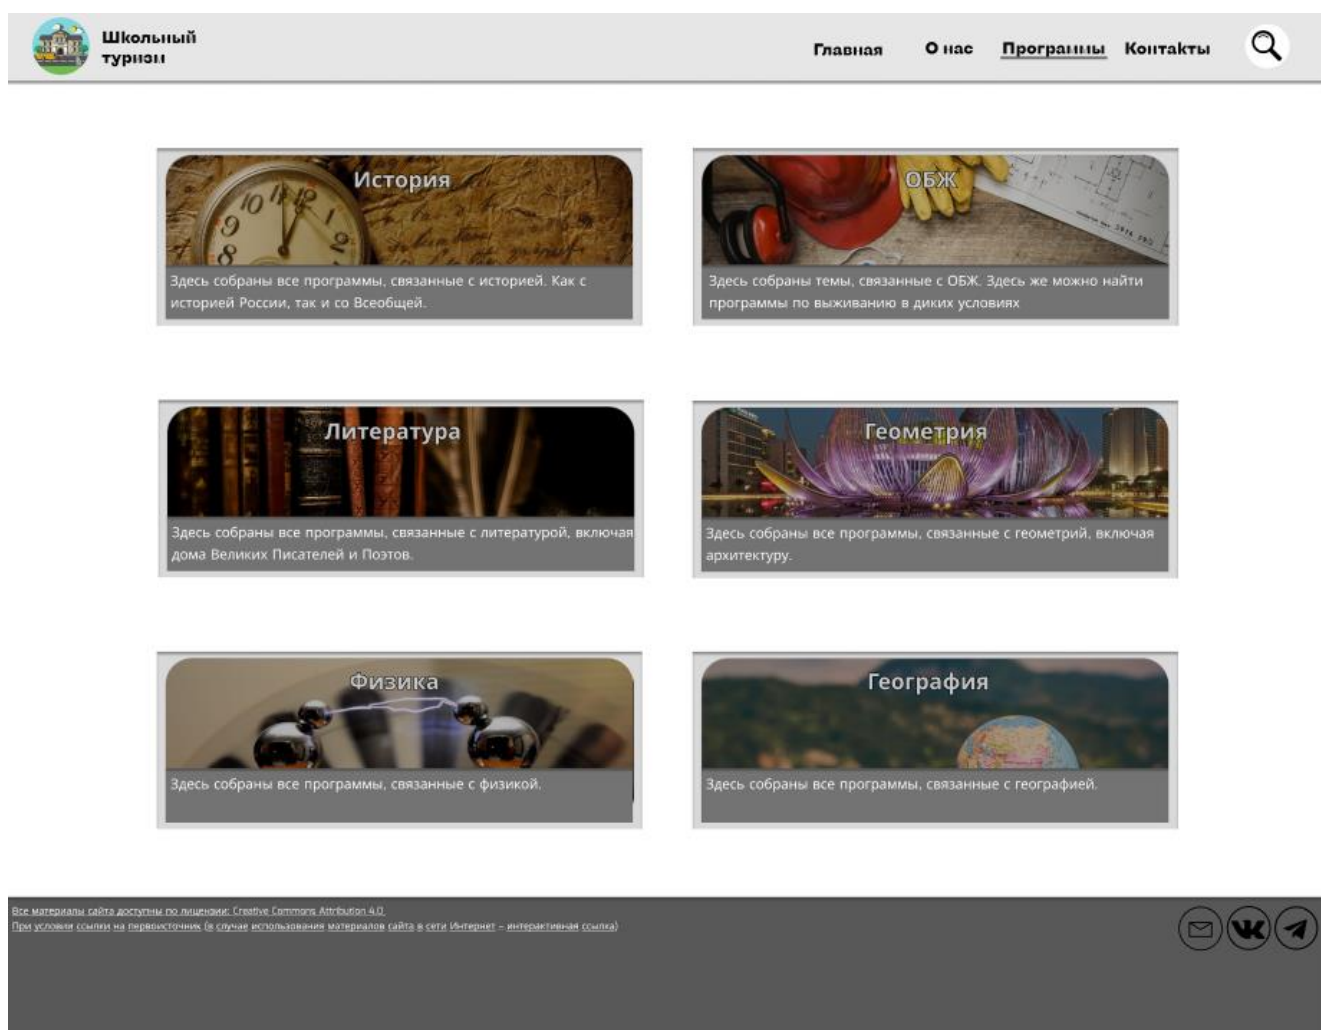 Школьный
туризм
Главная О нас Программы Контакты
История
Здесь собраны все программы, связанные с историей. Как с
историей России, так и со Всеобщей.
ОБЖ
Здесь собраны темы, связанные с ОБЖ. Здесь же можно найти
программы по выживанию в диких условиях
Литература
Здесь собраны все программы, связанные с литературой, включая
дома Великих Писателей и Поэтов.
Геометрия
Здесь собраны все программы, связанные с геометрий, включая
архитектуру.
Физика
Здесь собраны все программы, связанные с физикой.
География
Здесь собраны все программы, связанные с географией.
Все материалы сайта доступны по лицензии: Creative Commons Attribution 4.0
При условии ссылки на первоисточник (в случае использования материалов сайта в сети Интернет – интерактивная ссылка)